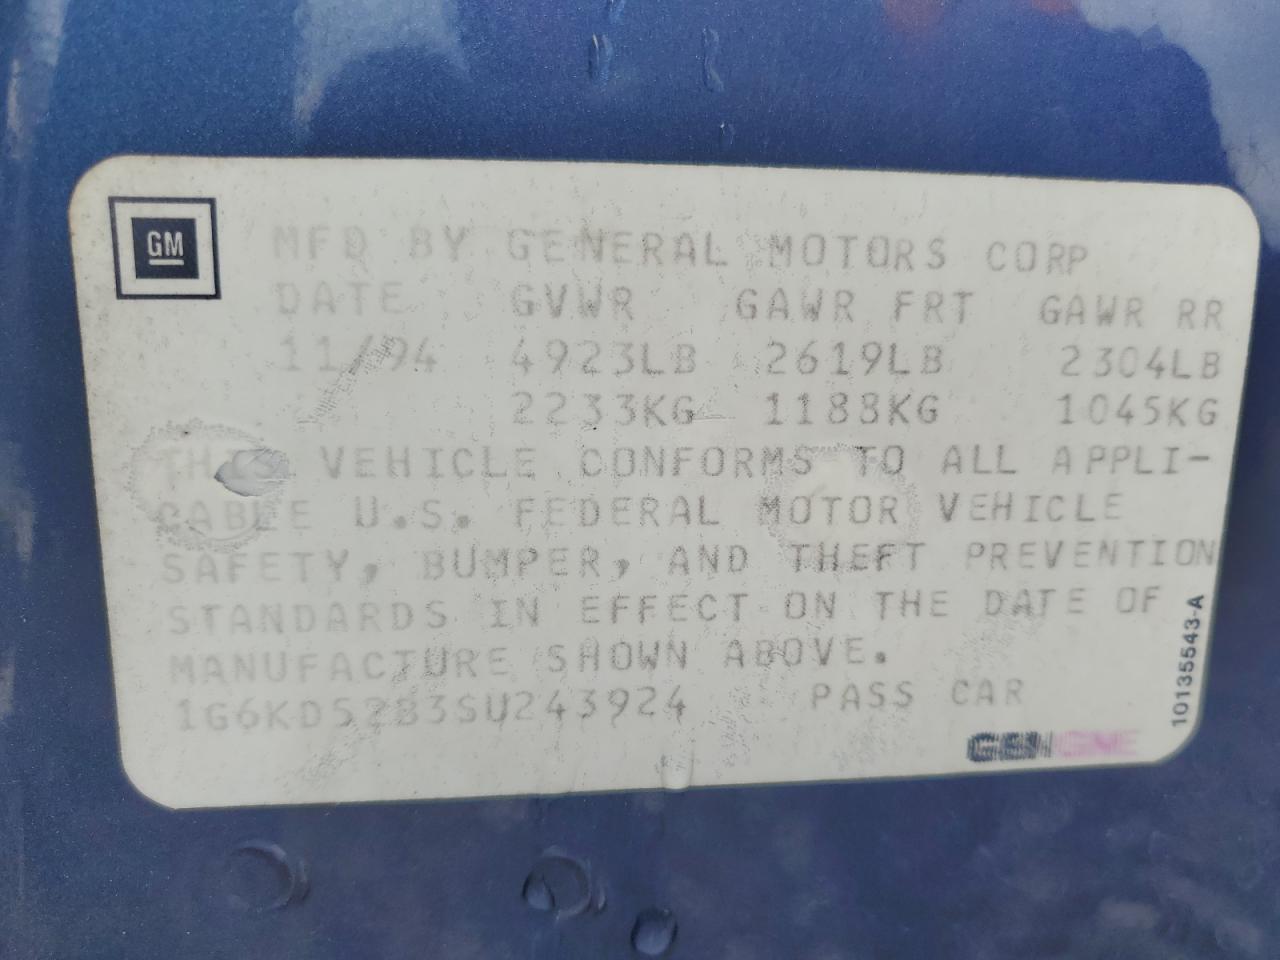 GM
MFD BY GENERAL MOTORS CORP
DATE GVWR GAWR FRT GAWR RR
11/94 4923LB 2619LB 2304LB
2233KG 1188KG 1045KG
VEHICLE CONFORMS TO ALL APPLI-
CABLE U.S. FEDERAL MOTOR VEHICLE
SAFETY, BUMPER, AND THEFT PREVENTION
STANDARDS IN EFFECT ON THE DATE OF
MANUFACTURE SHOWN ABOVE.
PASS CAR
10135543-A